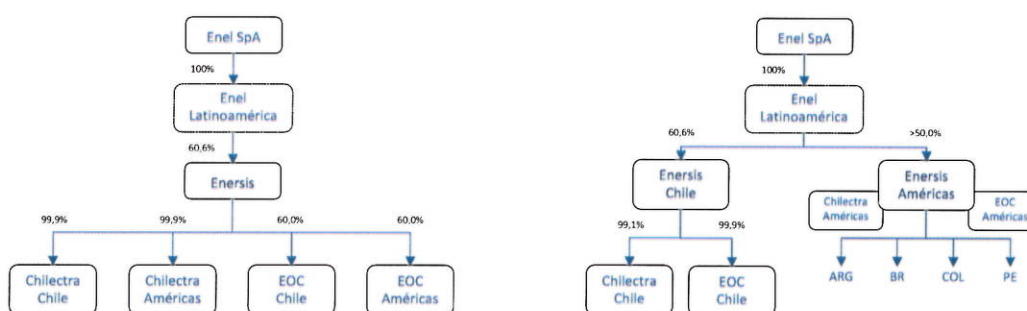 Enel SpA
100%
Enel
Latinoamérica
60,6%
Enersis
99,9%
99,9%
60,0%
60,0%
Chilectra
Chile
Chilectra
Américas
EOC
Chile
EOC
Américas
Enel SpA
100%
Enel
Latinoamérica
60,6%
>50,0%
Enersis
Chile
Enersis
Américas
Chilectra
Américas
EOC
Américas
99,1%
99,9%
Chilectra
Chile
EOC
Chile
ARG
BR
COL
PE